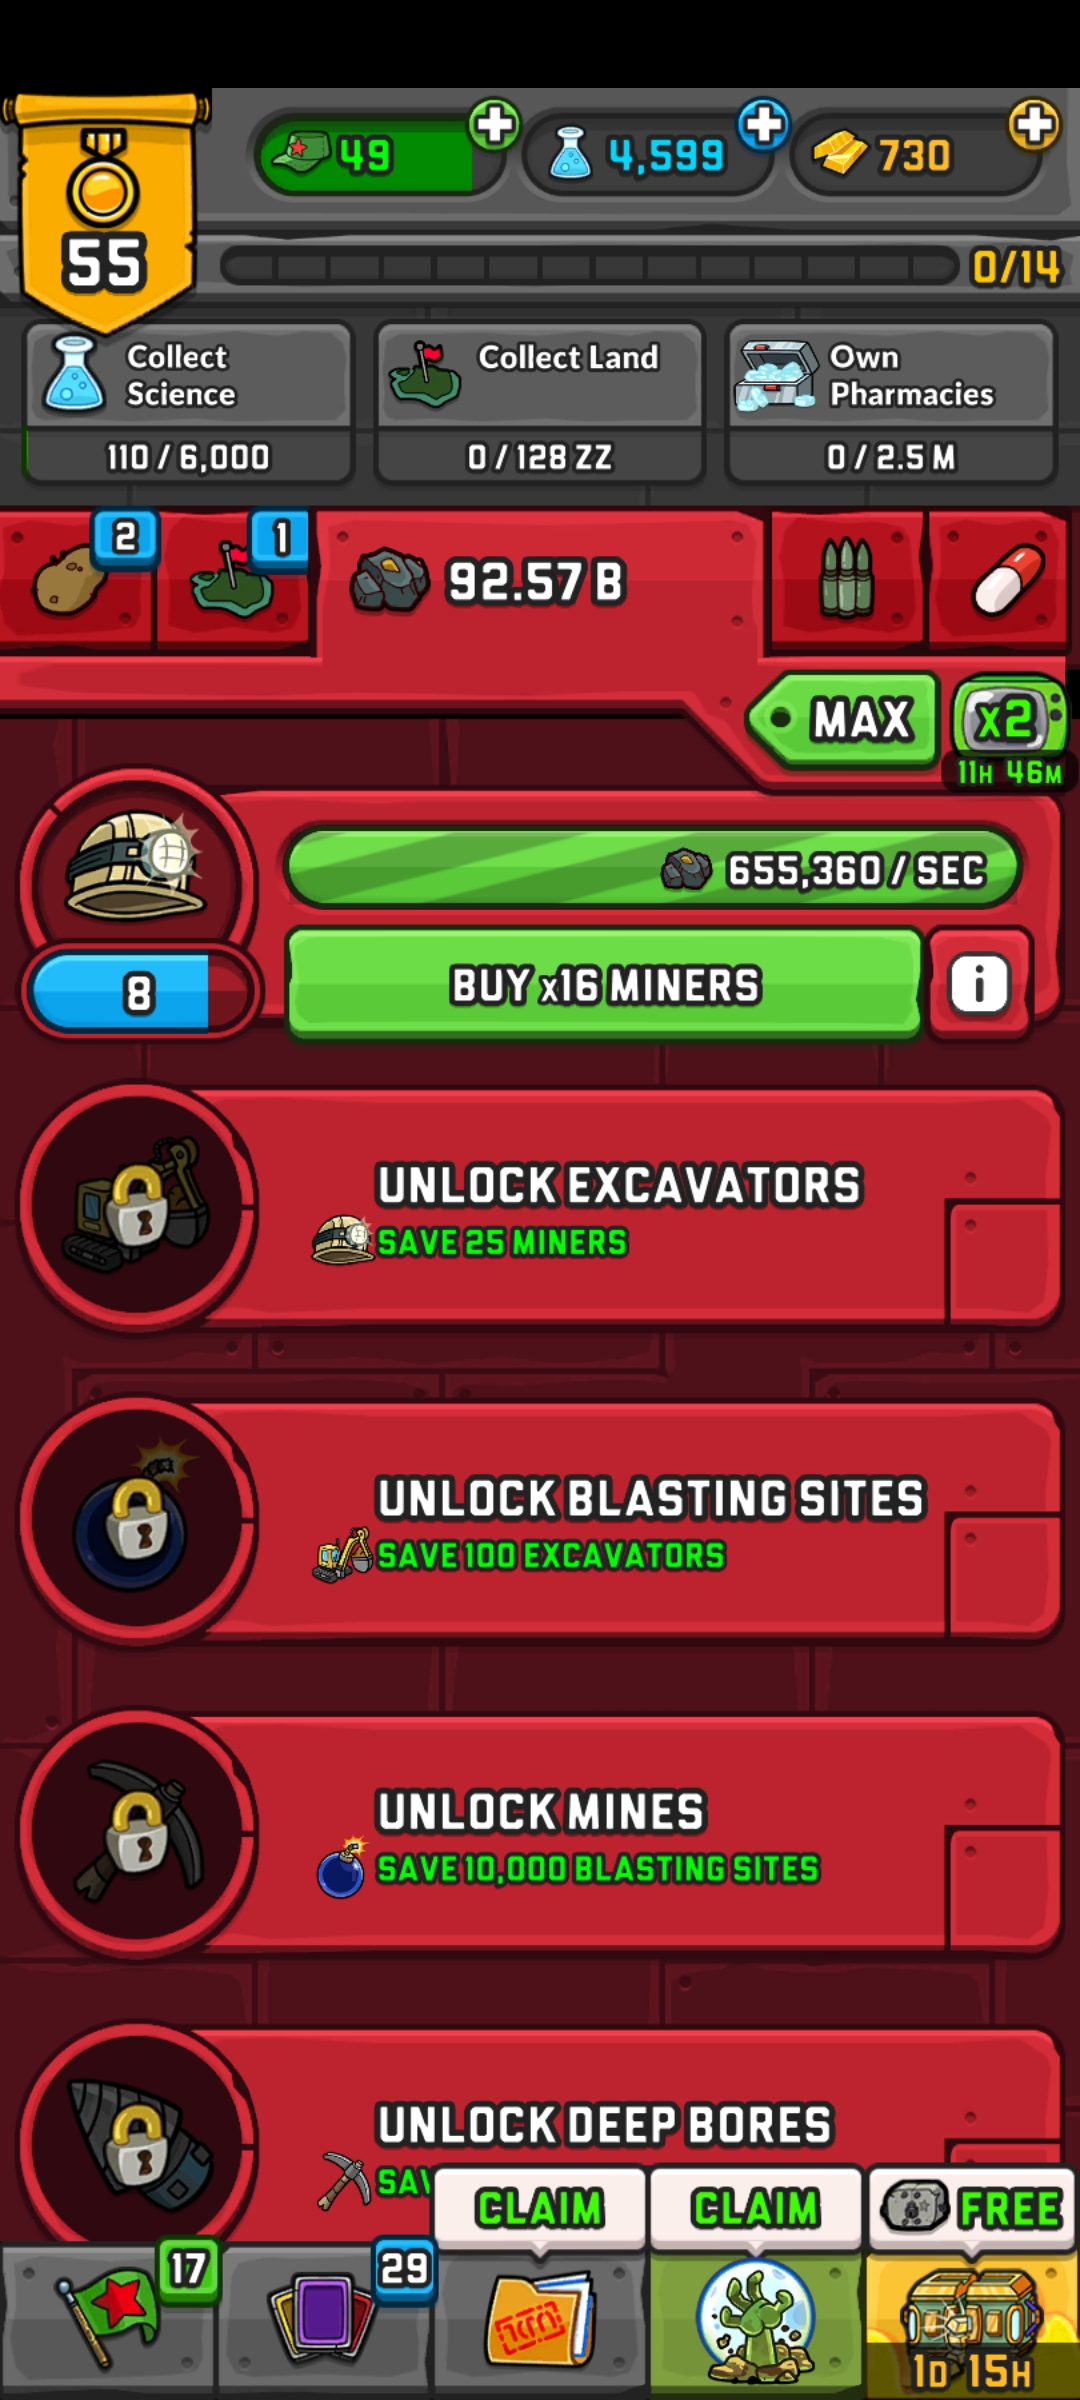 49
4,599
730
55
0/14
Collect
Science
110 / 6,000
Collect Land
0 / 128 ZZ
Own
Pharmacies
0 / 2.5 M
2
1
92.57 B
MAX
x2
11H 46M
655,360 / SEC
8
BUY x16 MINERS
i
UNLOCK EXCAVATORS
SAVE 25 MINERS
UNLOCK BLASTING SITES
SAVE 100 EXCAVATORS
UNLOCK MINES
SAVE 10,000 BLASTING SITES
UNLOCK DEEP BORES
CLAIM
CLAIM
FREE
17
29
1D 15H